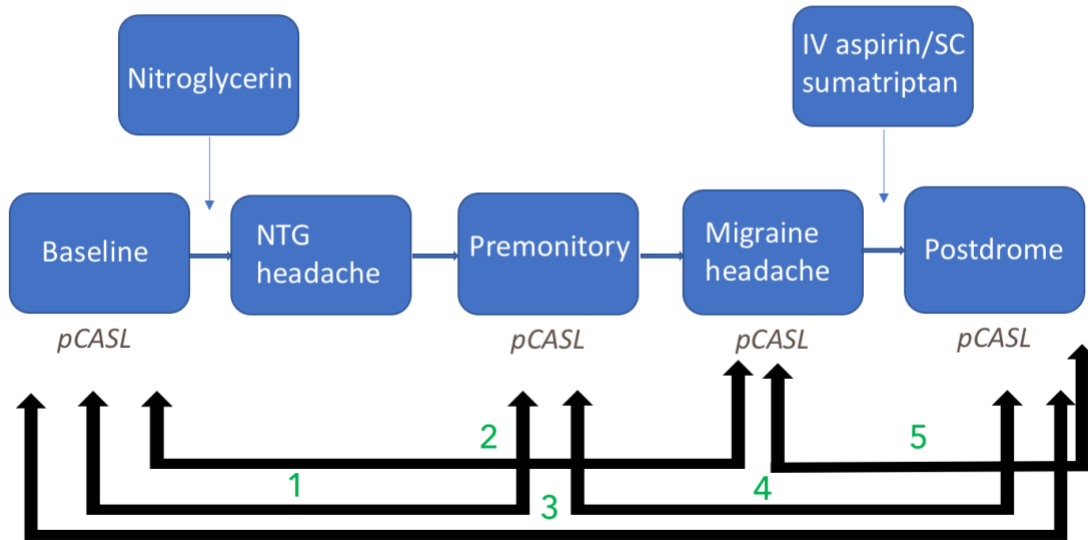 Nitroglycerin
IV aspirin/SC
sumatriptan
Baseline
NTG
headache
Premonitory
Migraine
headache
Postdrome
pCASL
pCASL
pCASL
pCASL
2
5
1
4
3